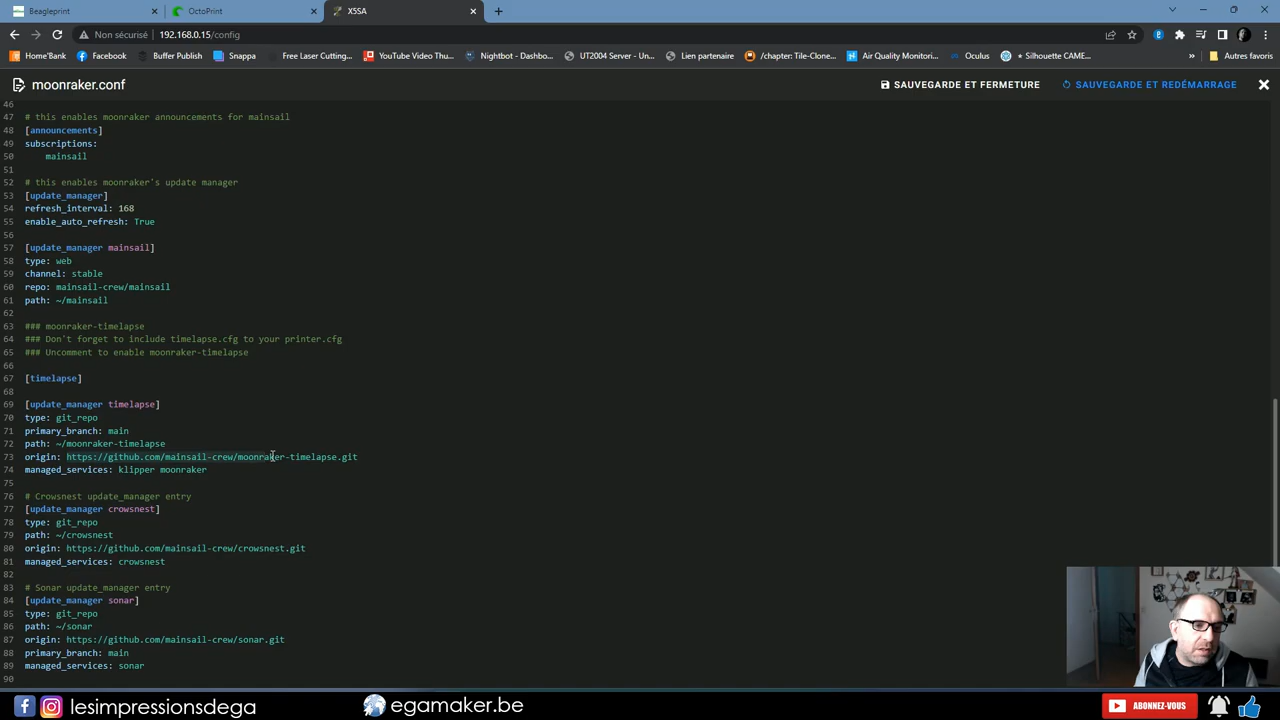 Beagleprint
OctoPrint
X5SA
Non sécurisé
192.168.0.15/config
Home'Bank
Facebook
Buffer Publish
Snappa
Free Laser Cutting...
YouTube Video Thu...
Nightbot - Dashbo...
UT2004 Server - Un...
Lien partenaire
/chapter: Tile-Clone...
Air Quality Monitori...
Oculus
Silhouette CAME...
»
Autres favoris
moonraker.conf
SAUVEGARDE ET FERMETURE
SAUVEGARDE ET REDÉMARRAGE
46
47 # this enables moonraker announcements for mainsail
48 [announcements]
49 subscriptions:
50 mainsail
51
52 # this enables moonraker's update manager
53 [update_manager]
54 refresh_interval: 168
55 enable_auto_refresh: True
56
57 [update_manager mainsail]
58 type: web
59 channel: stable
60 repo: mainsail-crew/mainsail
61 path: ~/mainsail
62
63 ### moonraker-timelapse
64 ### Don't forget to include timelapse.cfg to your printer.cfg
65 ### Uncomment to enable moonraker-timelapse
66
67 [timelapse]
68
69 [update_manager timelapse]
70 type: git_repo
71 primary_branch: main
72 path: ~/moonraker-timelapse
73 origin: https://github.com/mainsail-crew/moonraker-timelapse.git
74 managed_services: klipper moonraker
75
76 # Crowsnest update_manager entry
77 [update_manager crowsnest]
78 type: git_repo
79 path: ~/crowsnest
80 origin: https://github.com/mainsail-crew/crowsnest.git
81 managed_services: crowsnest
82
83 # Sonar update_manager entry
84 [update_manager sonar]
85 type: git_repo
86 path: ~/sonar
87 origin: https://github.com/mainsail-crew/sonar.git
88 primary_branch: main
89 managed_services: sonar
90
lesimpressionsdega
egamaker.be
ABONNEZ-VOUS